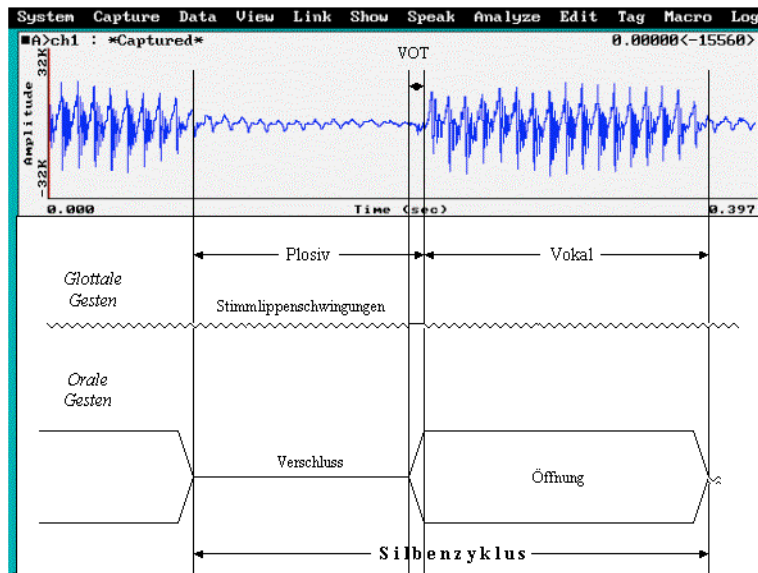 System Capture Data View Link Show Speak Analyze Edit Tag Macro Log
■A>ch1 : *Captured* 0.00000<-15560>
VOT
32K
Amplitude
-32K
0.000 Time (sec) 0.397
Plosiv Vokal
Glottale
Gesten
Stimmlippenschwingungen
Orale
Gesten
Verschluss
Öffnung
Silbenzyklus